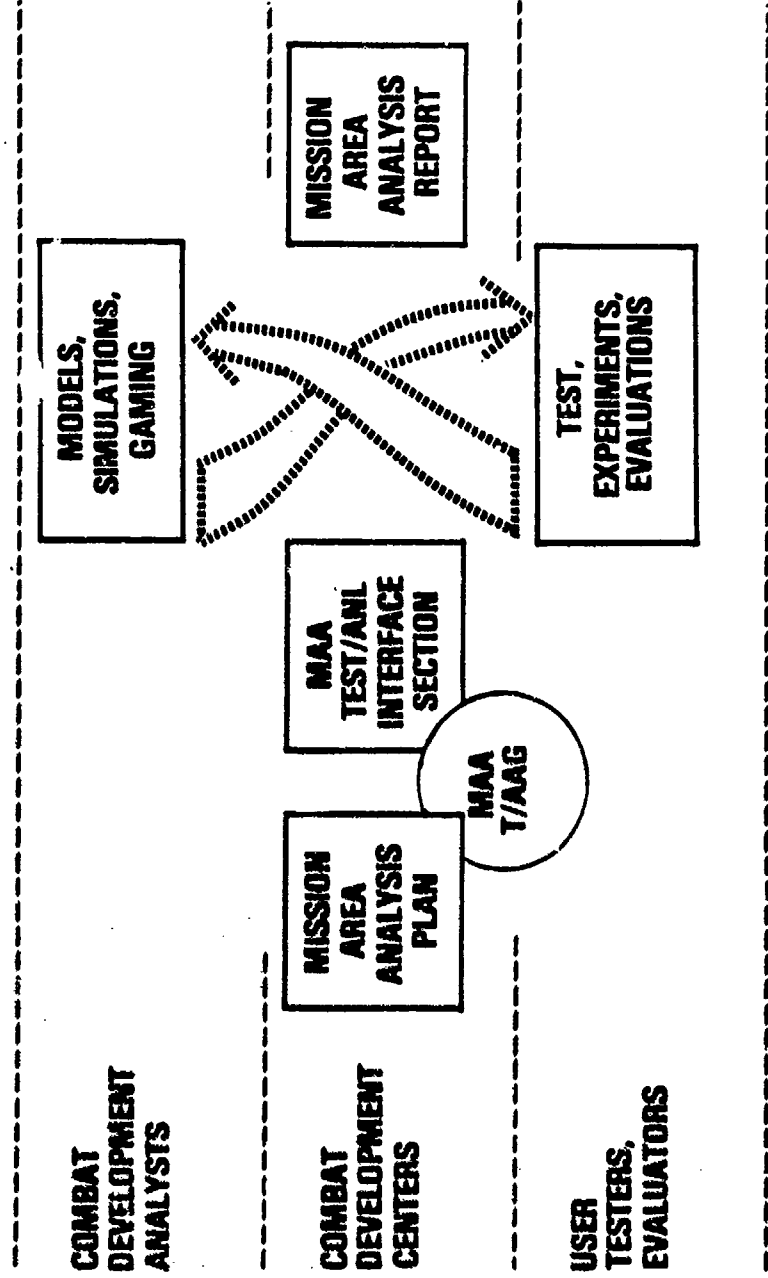 COMBAT
DEVELOPMENT
ANALYSTS
MODELS,
SIMULATIONS,
GAMING
COMBAT
DEVELOPMENT
CENTERS
MISSION
AREA
ANALYSIS
PLAN
MAA
TEST/ANL
INTERFACE
SECTION
MISSION
AREA
ANALYSIS
REPORT
MAA
T/AAG
USER
TESTERS,
EVALUATORS
TEST,
EXPERIMENTS,
EVALUATIONS